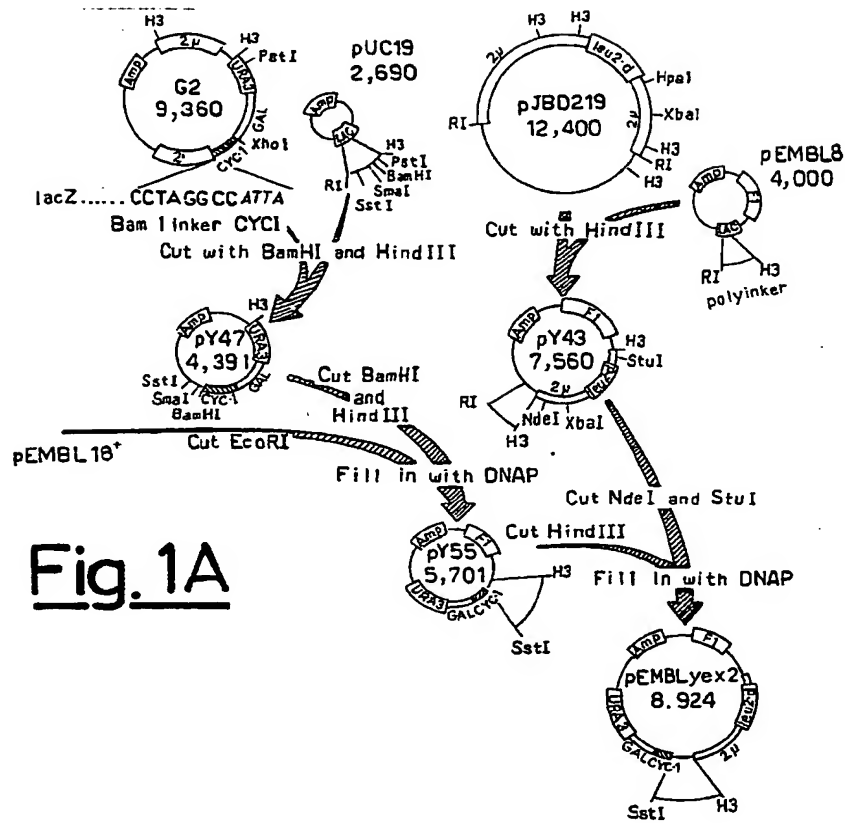 H3
2μ
H3
PstI
Amp
URA3
G2
9,360
GAL
XhoI
CYC-1
2'
lacZ......CCTAGGCCATTA
Bam linker CYCI
pUC19
2,690
Amp
LAC
H3
PstI
BamHI
SmaI
SstI
RI
Cut with BamHI and HindIII
H3
H3
2μ
leu2-d
HpaI
pJBD219
12,400
XbaI
2μ
RI
H3
RI
H3
pEMBL8
4,000
Amp
F1
LAC
RI
H3
polyinker
Cut with HindIII
H3
Amp
URA3
pY47
4,391
GAL
SstI
SmaI
CYC-1
BamHI
Cut BamHI
and
HindIII
pEMBL18+
Cut EcoRI
Fill in with DNAP
Amp
F1
pY43
7,560
H3
StuI
leu2
2μ
RI
H3
NdeI
XbaI
Cut NdeI and StuI
Cut HindIII
Amp
F1
pY55
5,701
URA3
GALCYC-1
H3
SstI
Fill in with DNAP
Fig. 1A
Amp
F1
pEMBLyex2
8.924
leu2-d
URA3
GALCYC-1
2μ
SstI
H3